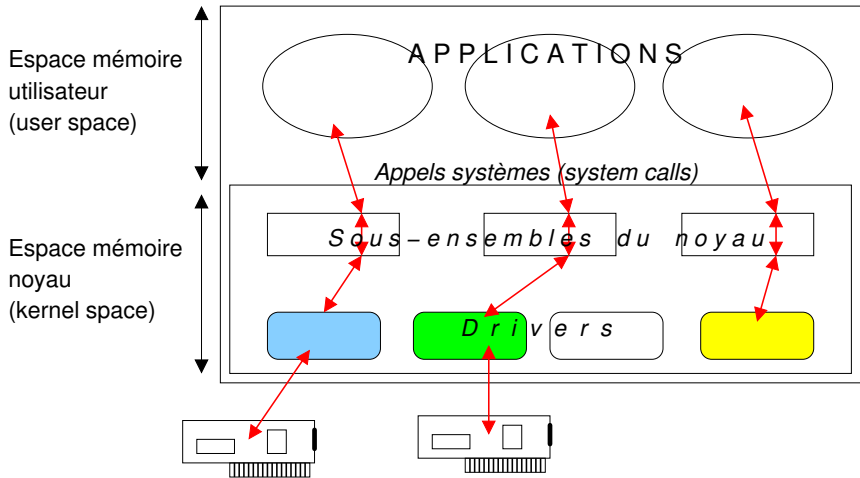 APPLICATIONS
Espace mémoire
utilisateur
(user space)
Appels systèmes (system calls)
Sous-ensembles du noyau
Espace mémoire
noyau
(kernel space)
Drivers